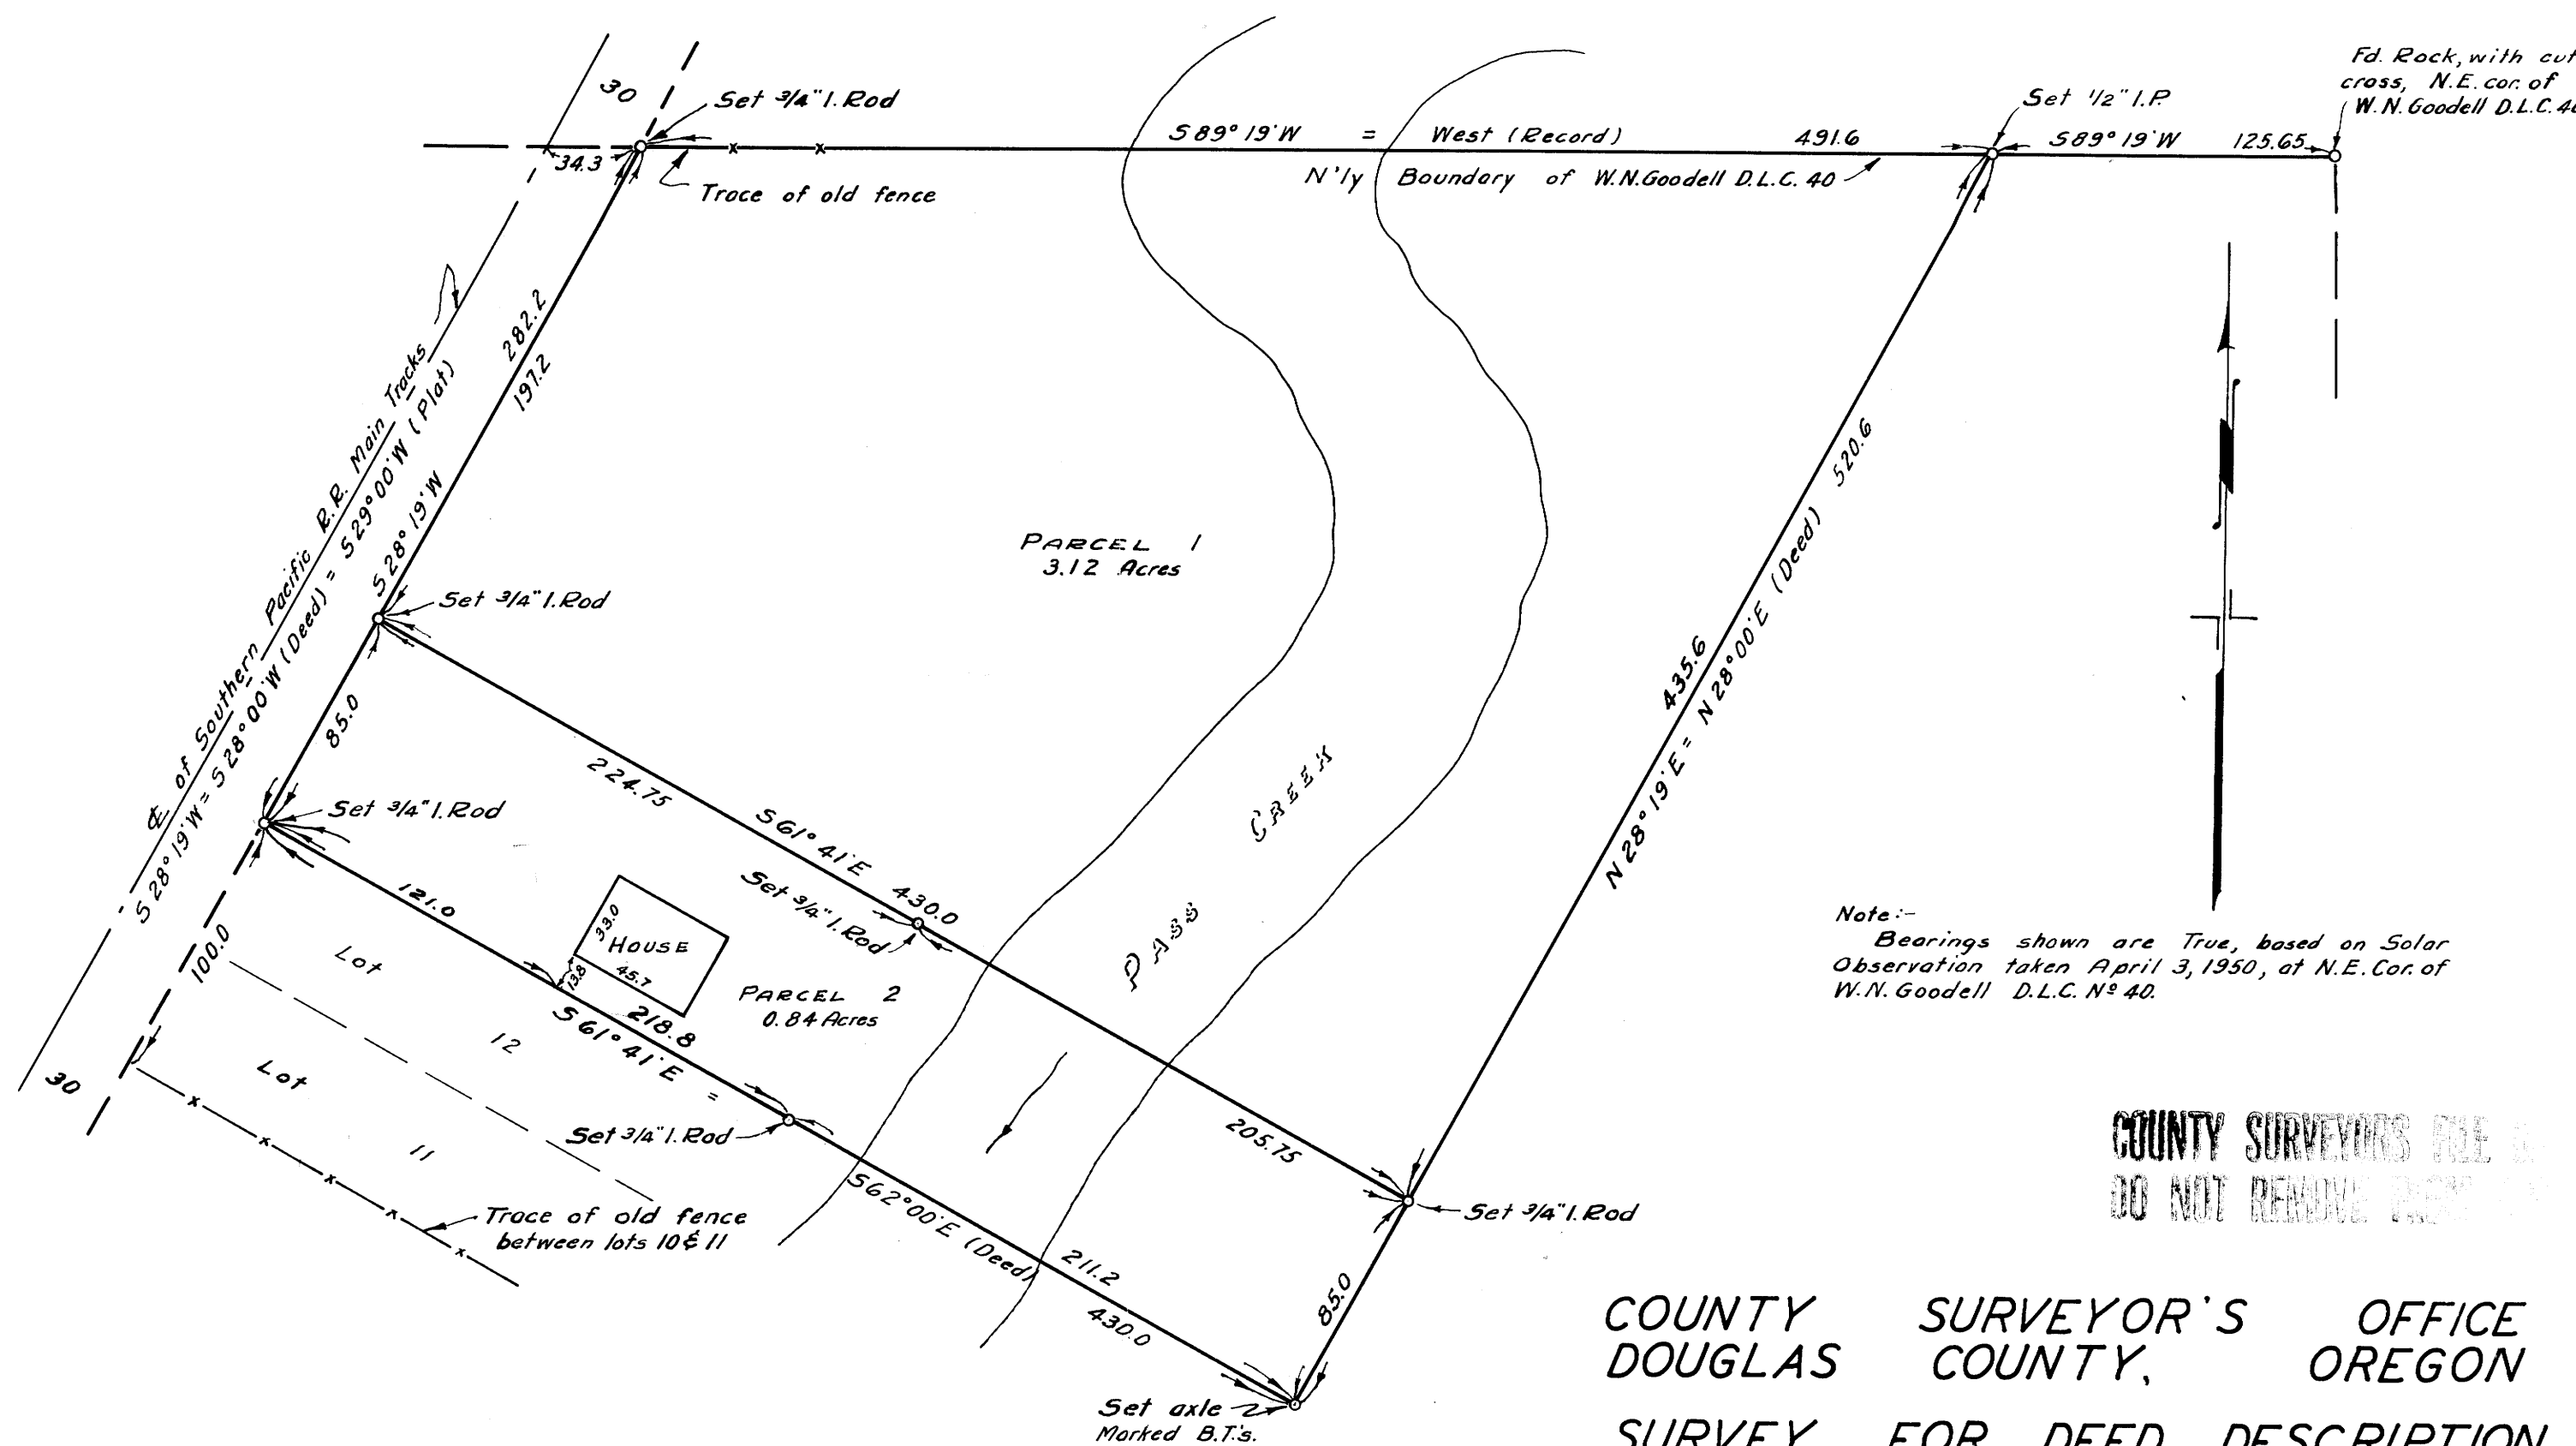 Fd. Rock, with cut
cross, N.E. cor. of
W.N. Goodell D.L.C.
30
Set 3/4" I. Rod
Set 1/2" I.P.
34.3
S 89° 19' W = West (Record) 491.6
S 89° 19' W 125.65
Trace of old fence
N'ly Boundary of W.N. Goodell D.L.C. 40
282.2
197.2
S 28° 19' W
℄ of Southern Pacific R.R. Main Tracks
S 28° 19' W = S 28° 00' W (Deed) = S 29° 00' W (Plat)
520.6
435.6
N 28° 19' E = N 28° 00' E (Deed)
PARCEL 1
3.12 Acres
Set 3/4" I. Rod
85.0
224.75
S 61° 41' E
430.0
Set 3/4" I. Rod
Set 3/4" I. Rod
CREEK
PASS
121.0
33.0
HOUSE
45.7
13.8
PARCEL 2
0.84 Acres
218.8
S 61° 41' E =
100.0
Lot
12
Lot
11
30
Set 3/4" I. Rod
205.75
S 62° 00' E (Deed)
Set 3/4" I. Rod
Trace of old fence
between lots 10 & 11
211.2
430.0
85.0
Set axle
Marked B.T.'s.
Note:-
Bearings shown are True, based on Solar
Observation taken April 3, 1950, at N.E. Cor. of
W.N. Goodell D.L.C. Nº 40.
COUNTY SURVEYORS FILE
DO NOT REMOVE
COUNTY SURVEYOR'S OFFICE
DOUGLAS COUNTY, OREGON
SURVEY FOR DEED DESCRIPTION